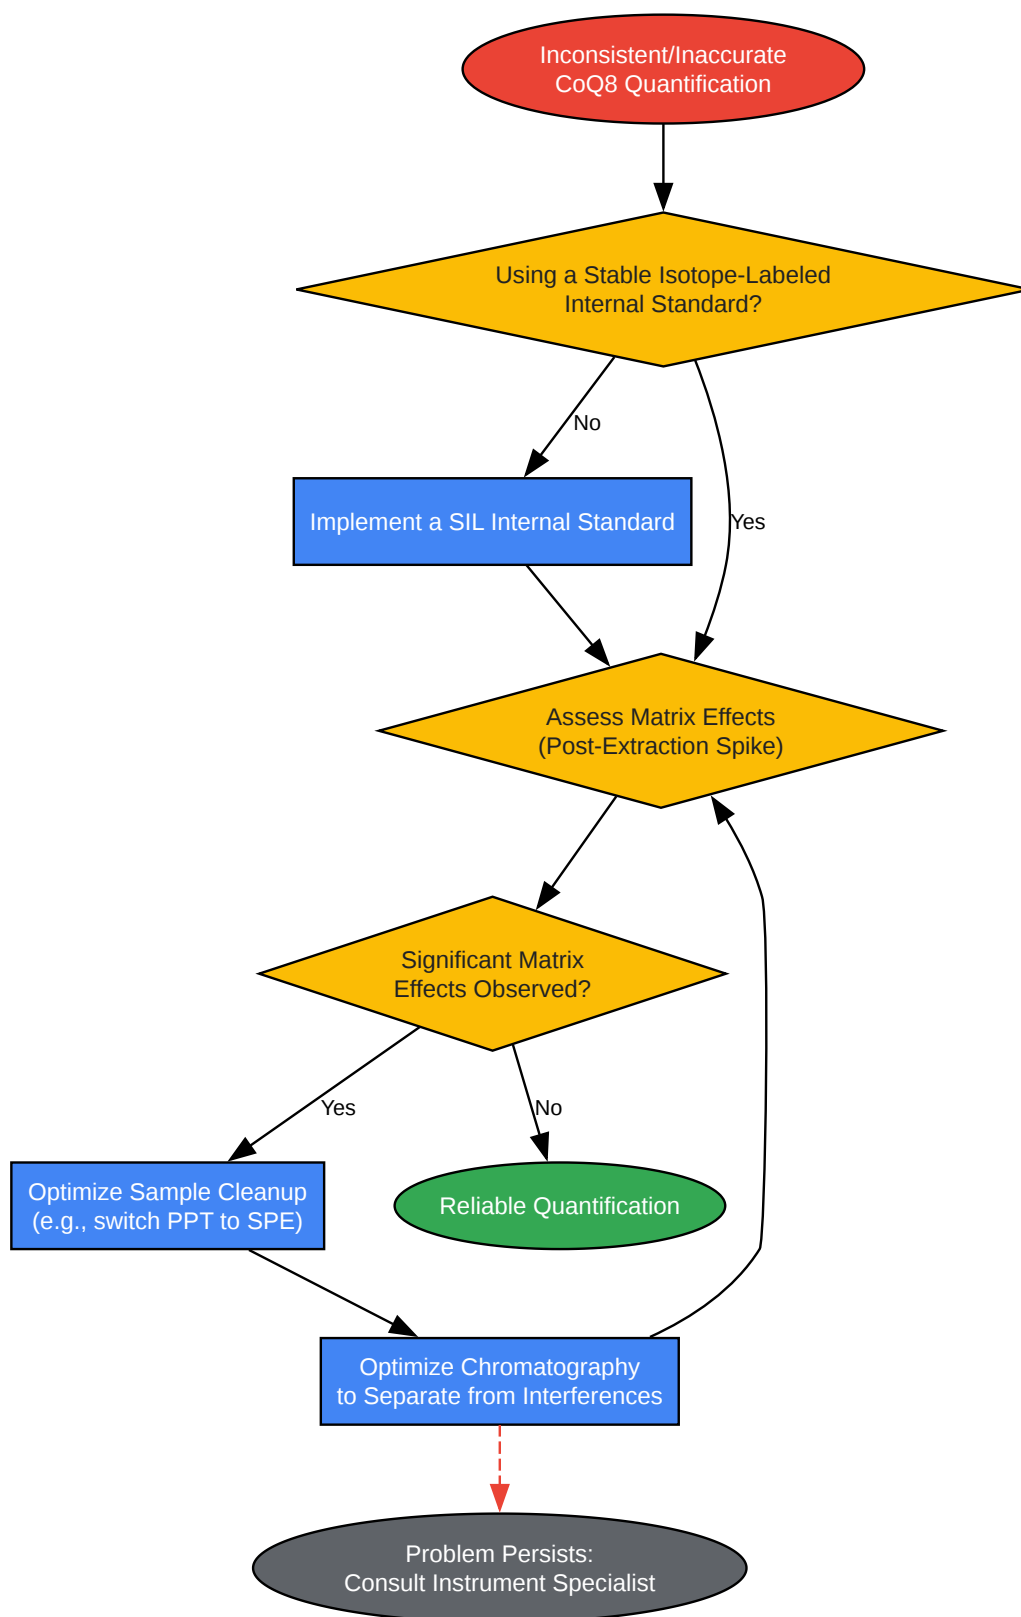 Inconsistent/Inaccurate
CoQ8 Quantification
Using a Stable Isotope-Labeled
Internal Standard?
No
Implement a SIL Internal Standard
Yes
Assess Matrix Effects
(Post-Extraction Spike)
Significant Matrix
Effects Observed?
Yes
No
Optimize Sample Cleanup
(e.g., switch PPT to SPE)
Reliable Quantification
Optimize Chromatography
to Separate from Interferences
Problem Persists:
Consult Instrument Specialist